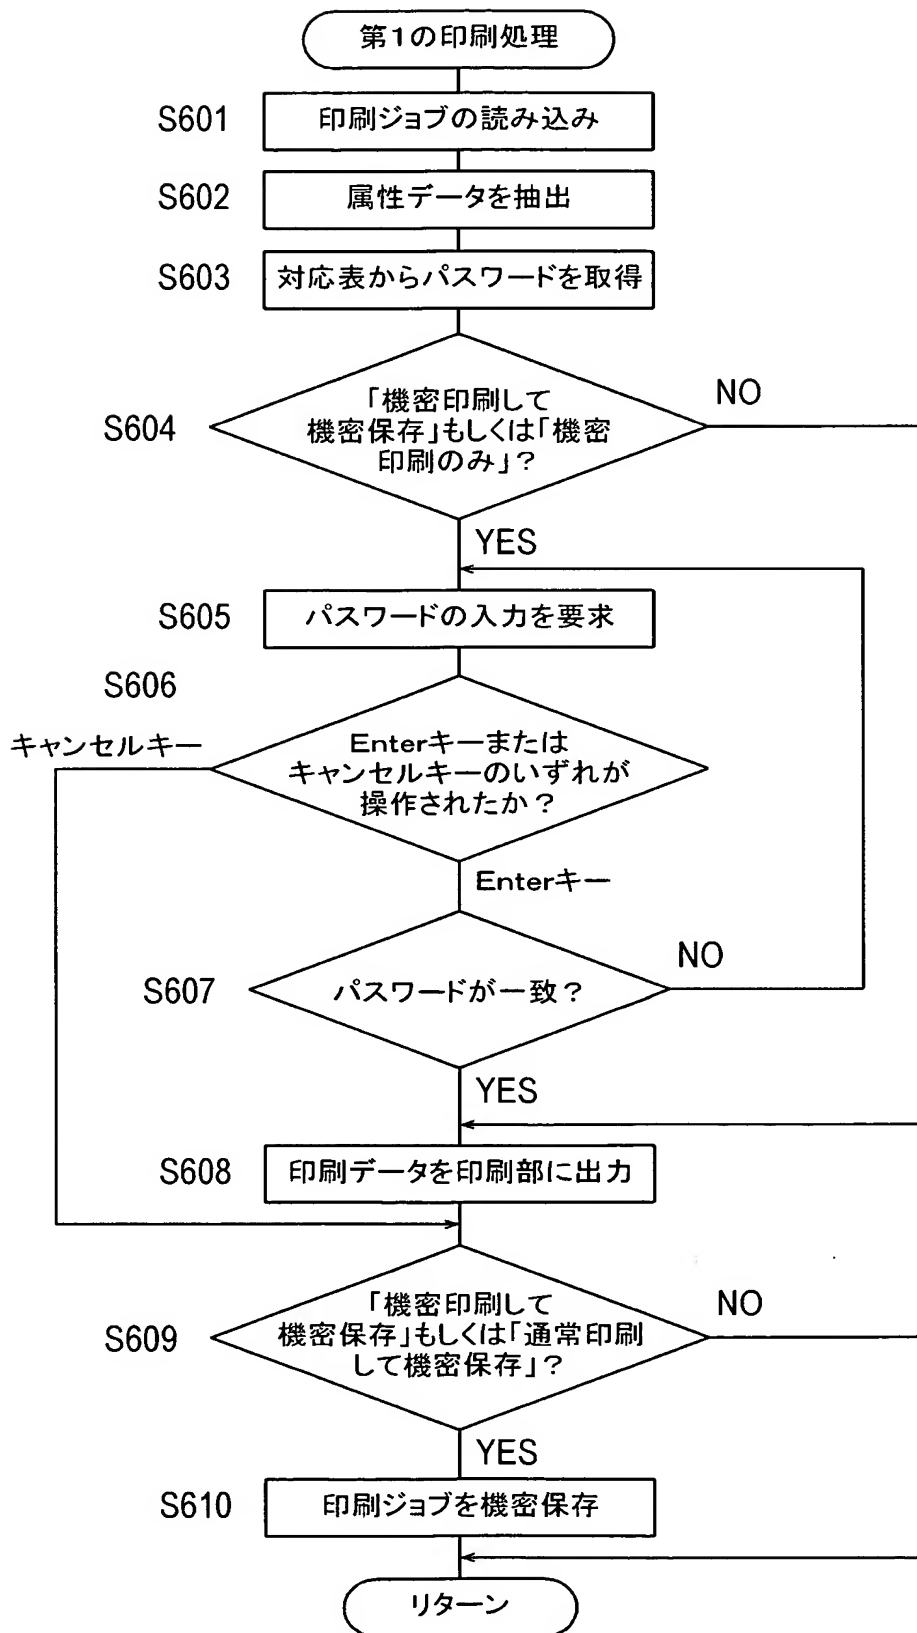 第1の印刷処理
S601
印刷ジョブの読み込み
S602
属性データを抽出
S603
対応表からパスワードを取得
S604
「機密印刷して
機密保存」もしくは「機密
印刷のみ」?
NO
YES
S605
パスワードの入力を要求
S606
キャンセルキー
Enterキーまたは
キャンセルキーのいずれが
操作されたか?
Enterキー
S607
パスワードが一致?
NO
YES
S608
印刷データを印刷部に出力
S609
「機密印刷して
機密保存」もしくは「通常印刷
して機密保存」?
NO
YES
S610
印刷ジョブを機密保存
リターン